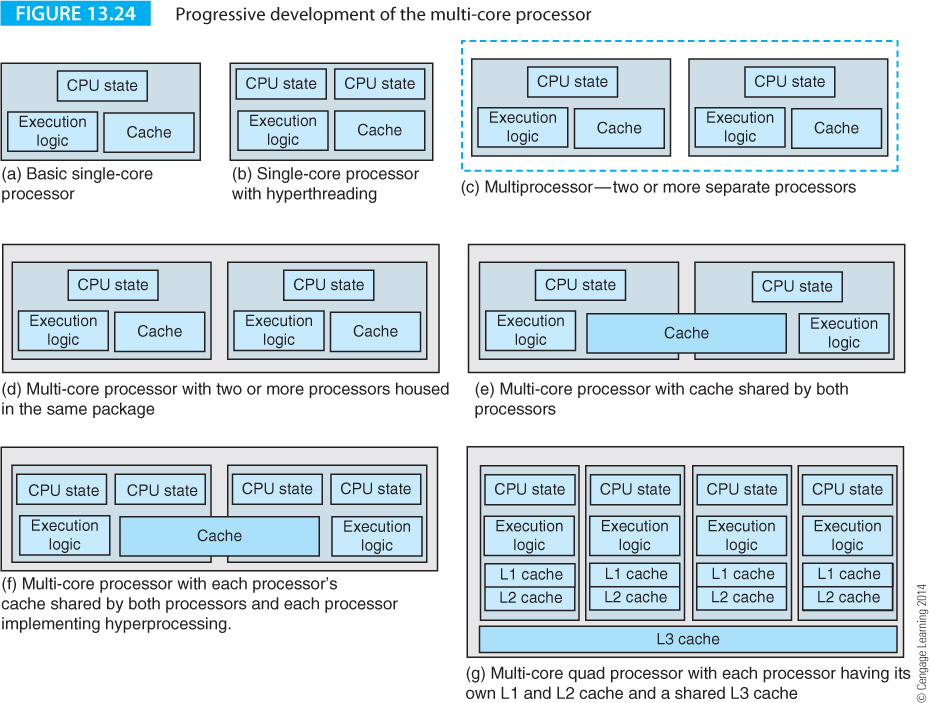 FIGURE 13.24 Progressive development of the multi-core processor
CPU state
Execution
logic
Cache
(a) Basic single-core
processor
CPU state
CPU state
Execution
logic
Cache
(b) Single-core processor
with hyperthreading
CPU state
Execution
logic
Cache
CPU state
Execution
logic
Cache
(c) Multiprocessor—two or more separate processors
CPU state
Execution
logic
Cache
CPU state
Execution
logic
Cache
(d) Multi-core processor with two or more processors housed
in the same package
CPU state
CPU state
Execution
logic
Cache
Execution
logic
(e) Multi-core processor with cache shared by both
processors
CPU state
CPU state
CPU state
CPU state
Execution
logic
Cache
Execution
logic
(f) Multi-core processor with each processor's
cache shared by both processors and each processor
implementing hyperprocessing.
CPU state
Execution
logic
L1 cache
L2 cache
CPU state
Execution
logic
L1 cache
L2 cache
CPU state
Execution
logic
L1 cache
L2 cache
CPU state
Execution
logic
L1 cache
L2 cache
L3 cache
(g) Multi-core quad processor with each processor having its
own L1 and L2 cache and a shared L3 cache
© Cengage Learning 2014